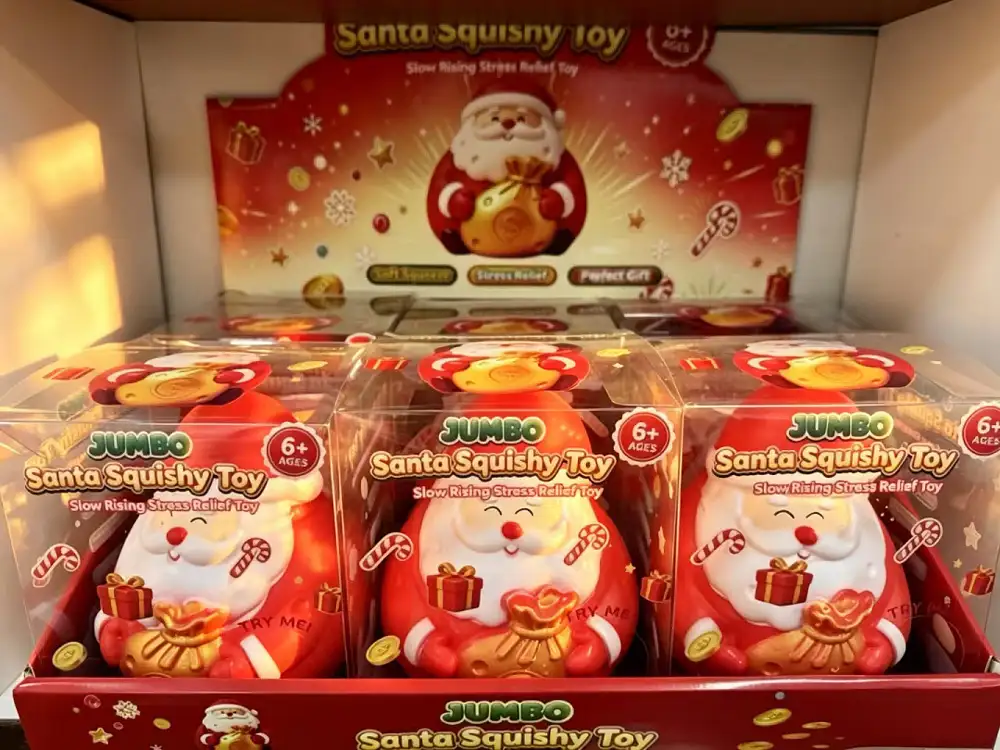 Santa Squishy Toy
6+
AGES
Slow Rising Stress Relief Toy
Soft Squeeze
Stress Relief
Perfect Gift
JUMBO
Santa Squishy Toy
Slow Rising Stress Relief Toy
6+
AGES
TRY ME!
JUMBO
Santa Squishy Toy
Slow Rising Stress Relief Toy
6+
AGES
TRY ME!
JUMBO
Santa Squishy Toy
Slow Rising Stress Relief Toy
6+
AGES
TRY
JUMBO
Santa Squishy Toy